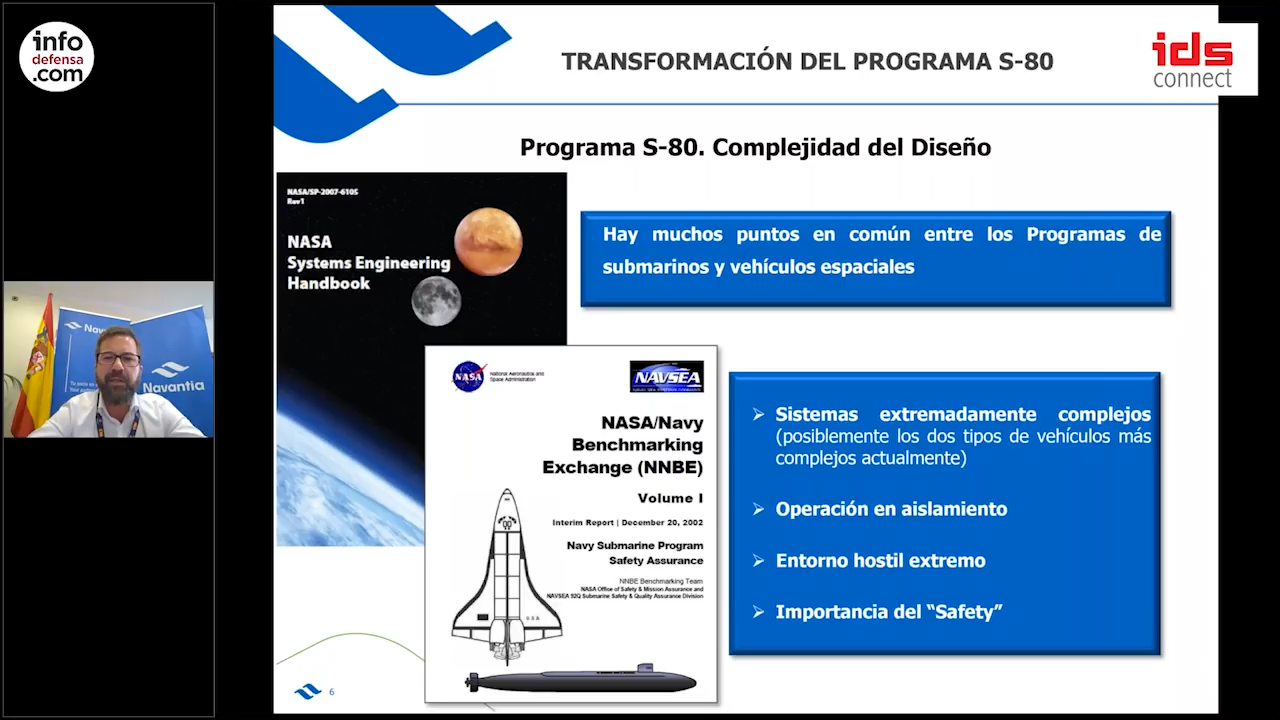 info
defensa
.com
ids
connect
TRANSFORMACIÓN DEL PROGRAMA S-80
Programa S-80. Complejidad del Diseño
NASA/SP-2007-6105
Rev1
NASA
Systems Engineering
Handbook
Hay muchos puntos en común entre los Programas de
submarinos y vehículos espaciales
NASA
National Aeronautics and
Space Administration
NAVSEA
NASA/Navy
Benchmarking
Exchange (NNBE)
Volume I
Interim Report | December 20, 2002
Navy Submarine Program
Safety Assurance
NNBE Benchmarking Team
NASA Office of Safety & Mission Assurance and
NAVSEA 92Q Submarine Safety & Quality Assurance Division
USA
➢ Sistemas extremadamente complejos
(posiblemente los dos tipos de vehículos más
complejos actualmente)
➢ Operación en aislamiento
➢ Entorno hostil extremo
➢ Importancia del “Safety”
Navantia
6